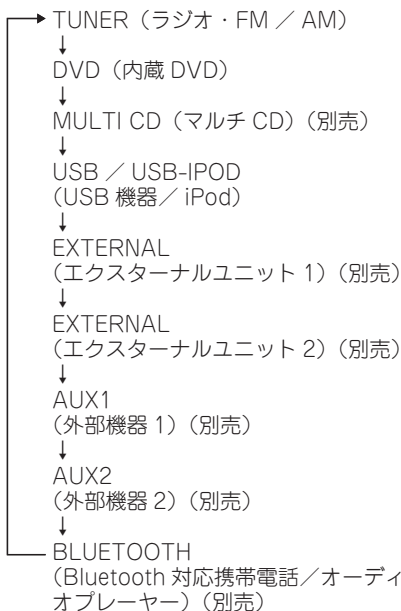 TUNER（ラジオ・FM ／ AM）
↓
DVD（内蔵 DVD）
↓
MULTI CD（マルチ CD）（別売）
↓
USB ／ USB-IPOD
（USB 機器／ iPod）
↓
EXTERNAL
（エクスターナルユニット 1）（別売）
↓
EXTERNAL
（エクスターナルユニット 2）（別売）
↓
AUX1
（外部機器 1）（別売）
↓
AUX2
（外部機器 2）（別売）
↓
BLUETOOTH
（Bluetooth 対応携帯電話／オーディ
オプレーヤー）（別売）